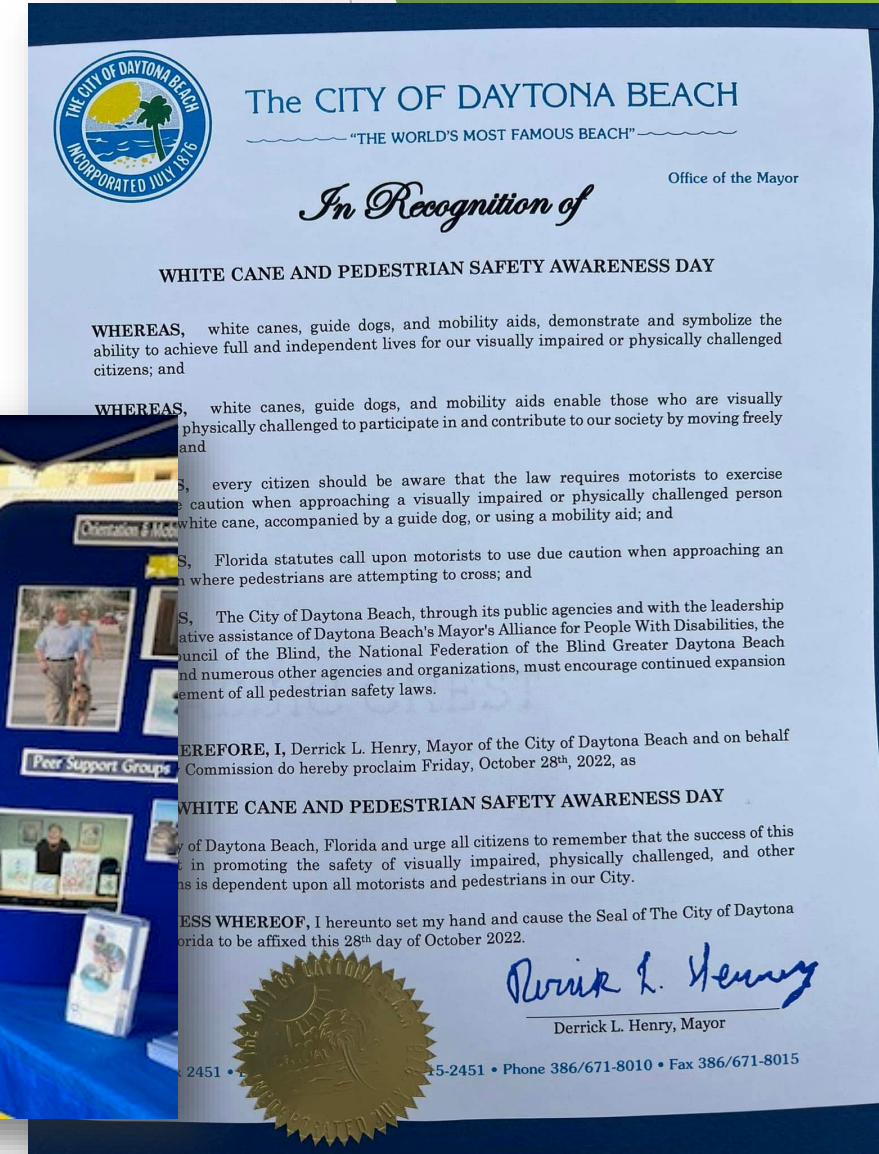 THE CITY OF DAYTONA BEACH
INCORPORATED JULY 1876
The CITY OF DAYTONA BEACH
"THE WORLD'S MOST FAMOUS BEACH"
Office of the Mayor
In Recognition of
WHITE CANE AND PEDESTRIAN SAFETY AWARENESS DAY
WHEREAS, white canes, guide dogs, and mobility aids, demonstrate and symbolize the
ability to achieve full and independent lives for our visually impaired or physically challenged
citizens; and
WHEREAS, white canes, guide dogs, and mobility aids enable those who are visually
physically challenged to participate in and contribute to our society by moving freely
and
every citizen should be aware that the law requires motorists to exercise
caution when approaching a visually impaired or physically challenged person
white cane, accompanied by a guide dog, or using a mobility aid; and
Florida statutes call upon motorists to use due caution when approaching an
where pedestrians are attempting to cross; and
The City of Daytona Beach, through its public agencies and with the leadership
assistance of Daytona Beach's Mayor's Alliance for People With Disabilities, the
of the Blind, the National Federation of the Blind Greater Daytona Beach
numerous other agencies and organizations, must encourage continued expansion
of all pedestrian safety laws.
I, Derrick L. Henry, Mayor of the City of Daytona Beach and on behalf
Commission do hereby proclaim Friday, October 28th, 2022, as
WHITE CANE AND PEDESTRIAN SAFETY AWARENESS DAY
of Daytona Beach, Florida and urge all citizens to remember that the success of this
in promoting the safety of visually impaired, physically challenged, and other
is dependent upon all motorists and pedestrians in our City.
WHEREOF, I hereunto set my hand and cause the Seal of The City of Daytona
to be affixed this 28th day of October 2022.
Derrick L. Henry
Derrick L. Henry, Mayor
2451 •
5-2451 • Phone 386/671-8010 • Fax 386/671-8015
THE CITY OF DAYTONA BEACH
INCORPORATED JULY 1876
Orientation &
Peer Support Groups